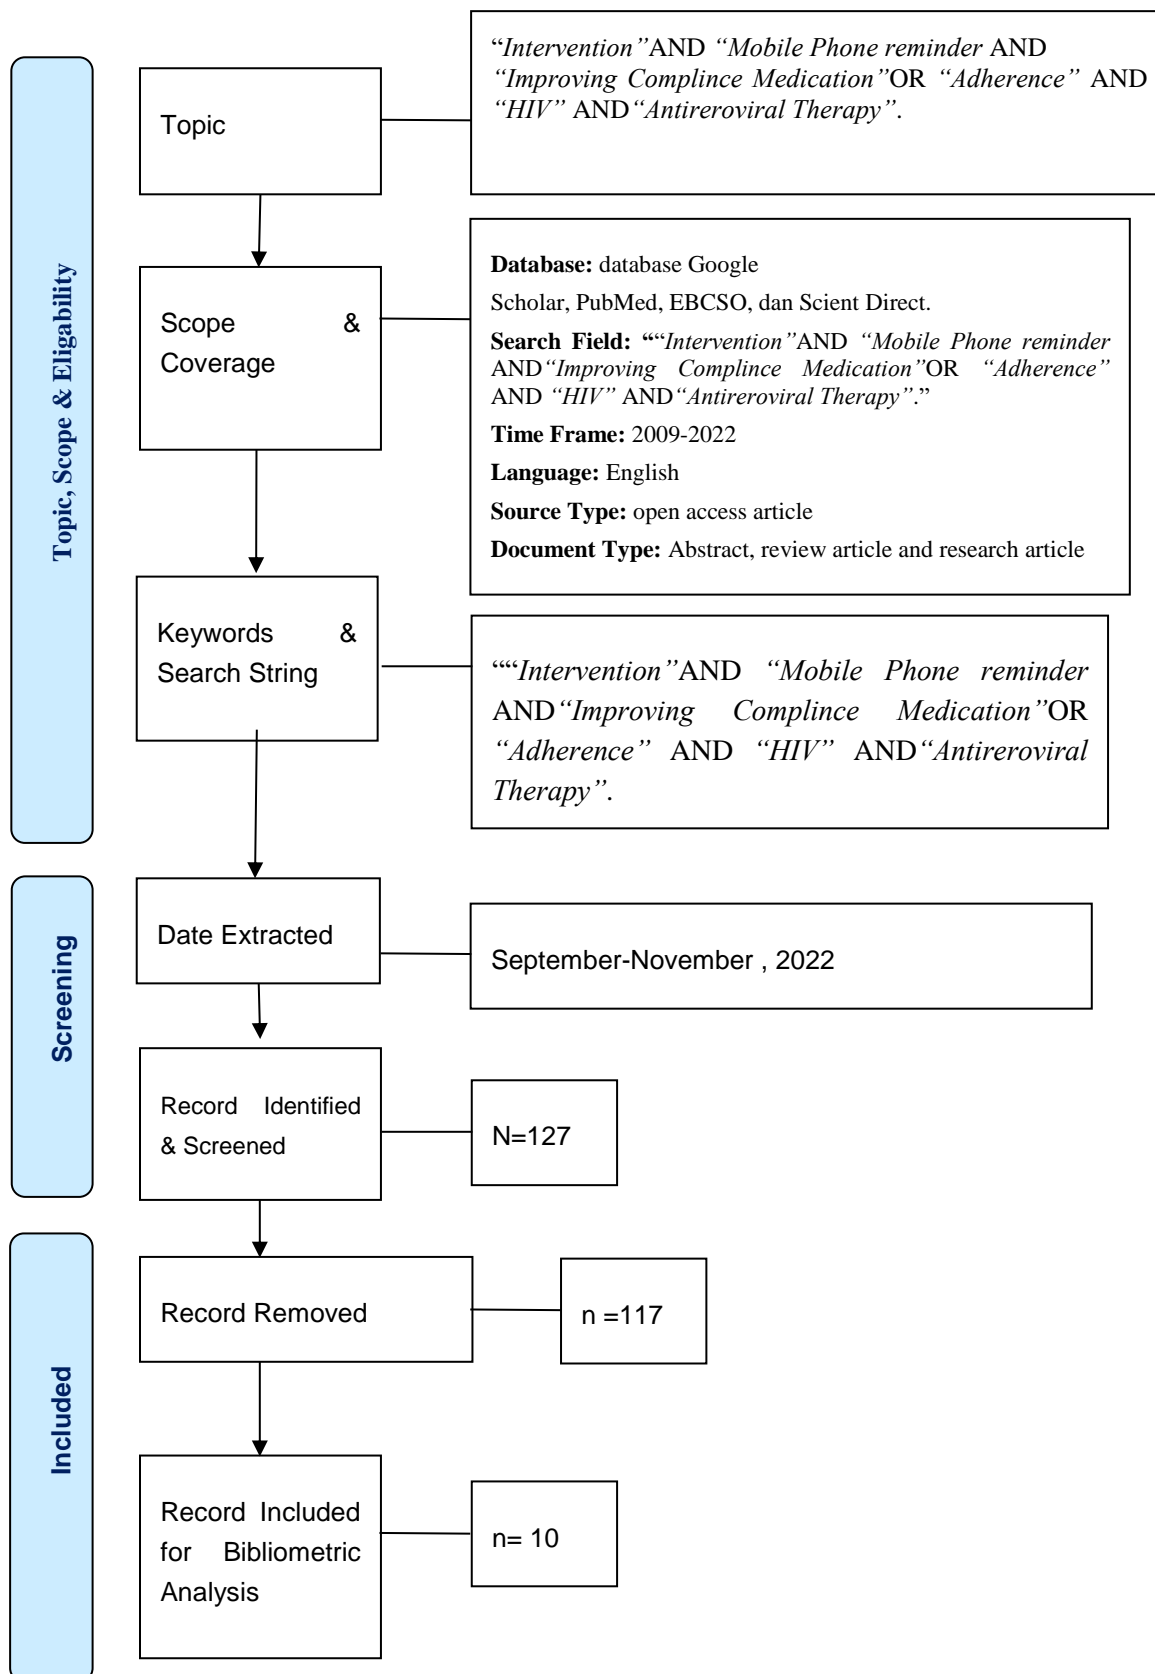 Topic, Scope & Eligability
Topic
“Intervention”AND “Mobile Phone reminder AND
“Improving Complince Medication”OR “Adherence” AND
“HIV” AND“Antireroviral Therapy”.
Scope &
Coverage
Database: database Google
Scholar, PubMed, EBCSO, dan Scient Direct.
Search Field: ““Intervention”AND “Mobile Phone reminder
AND“Improving Complince Medication”OR “Adherence”
AND “HIV” AND“Antireroviral Therapy”.”
Time Frame: 2009-2022
Language: English
Source Type: open access article
Document Type: Abstract, review article and research article
Keywords &
Search String
““Intervention”AND “Mobile Phone reminder
AND“Improving Complince Medication”OR
“Adherence” AND “HIV” AND“Antireroviral
Therapy”.
Screening
Date Extracted
September-November , 2022
Record Identified
& Screened
N=127
Included
Record Removed
n =117
Record Included
for Bibliometric
Analysis
n= 10